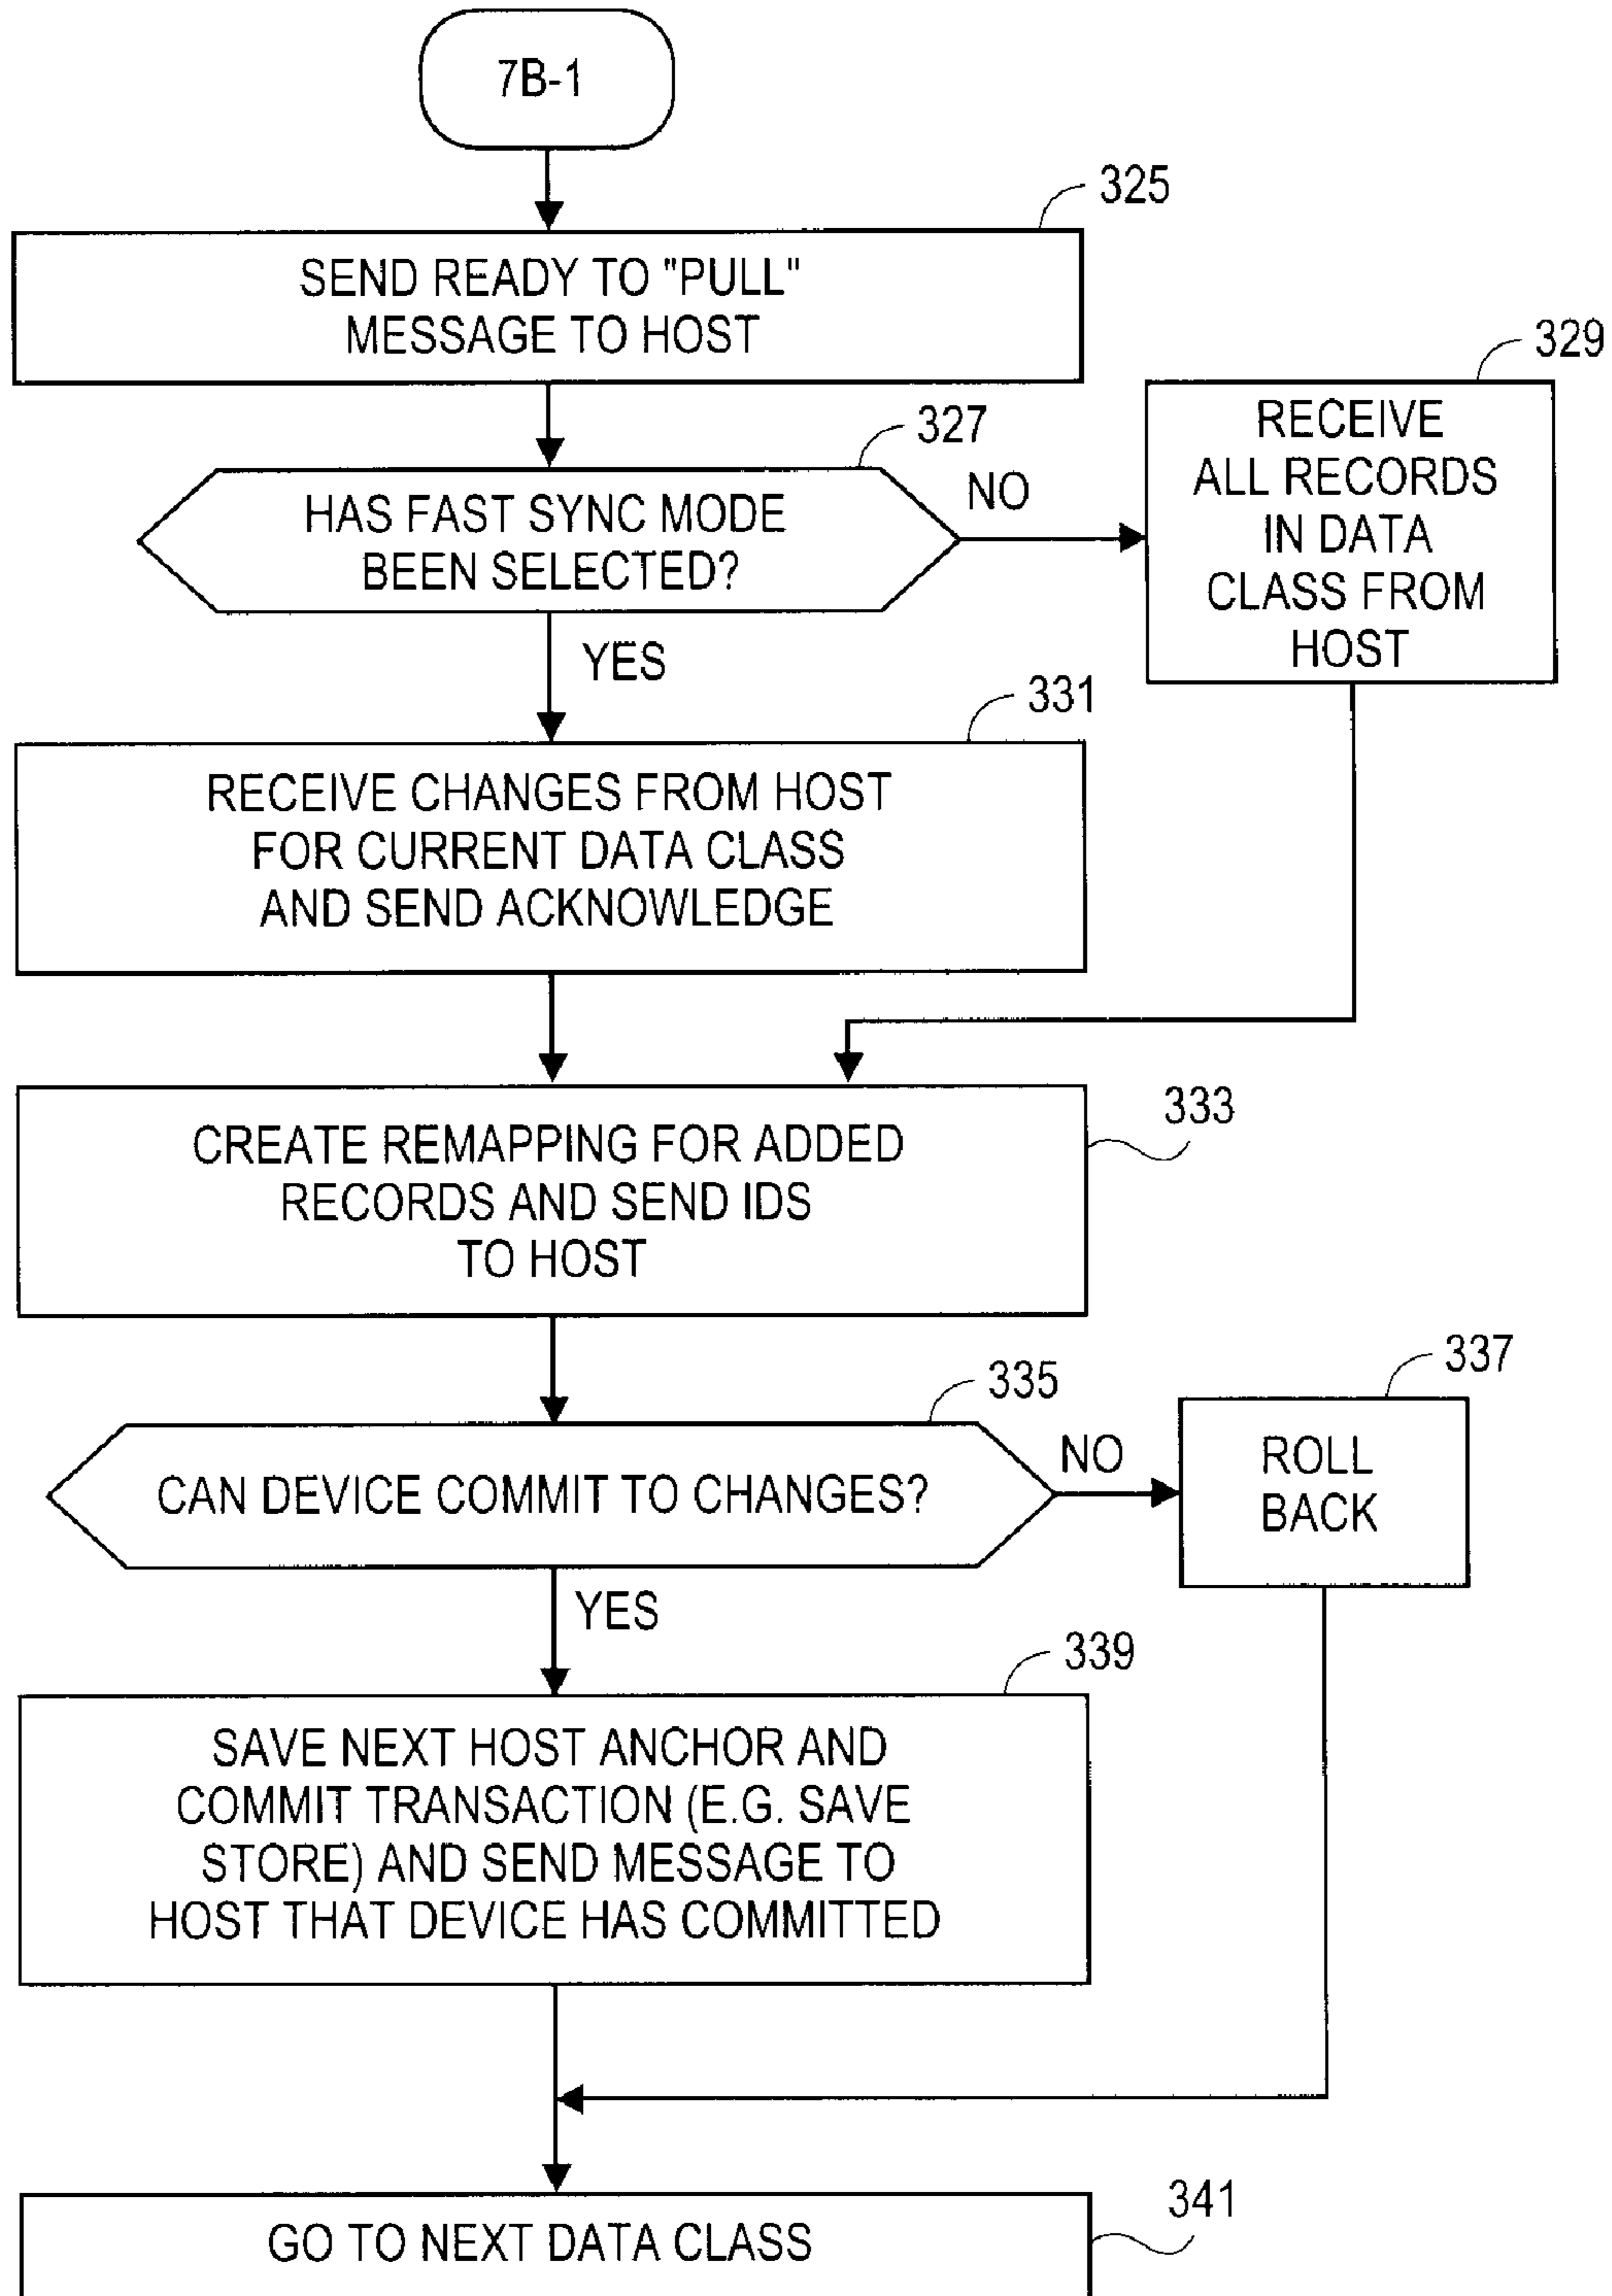 7B-1
325
SEND READY TO "PULL"
MESSAGE TO HOST
327
HAS FAST SYNC MODE
BEEN SELECTED?
NO
YES
329
RECEIVE
ALL RECORDS
IN DATA
CLASS FROM
HOST
331
RECEIVE CHANGES FROM HOST
FOR CURRENT DATA CLASS
AND SEND ACKNOWLEDGE
333
CREATE REMAPPING FOR ADDED
RECORDS AND SEND IDS
TO HOST
335
CAN DEVICE COMMIT TO CHANGES?
NO
YES
337
ROLL
BACK
339
SAVE NEXT HOST ANCHOR AND
COMMIT TRANSACTION (E.G. SAVE
STORE) AND SEND MESSAGE TO
HOST THAT DEVICE HAS COMMITTED
341
GO TO NEXT DATA CLASS